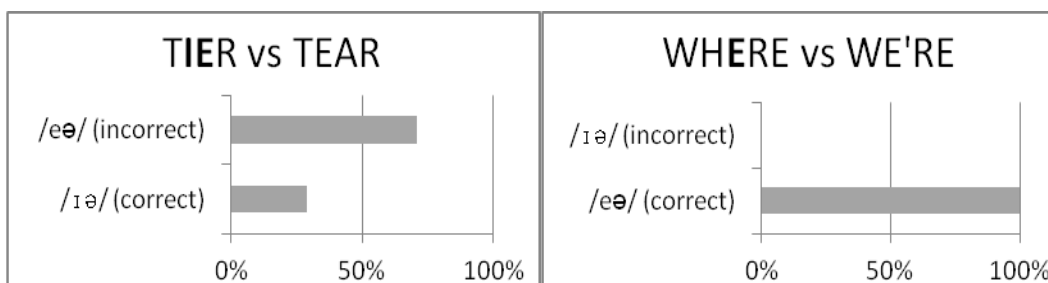 TIER vs TEAR
/eə/ (incorrect)
/ɪə/ (correct)
0% 50% 100%
WHERE vs WE'RE
/ɪə/ (incorrect)
/eə/ (correct)
0% 50% 100%